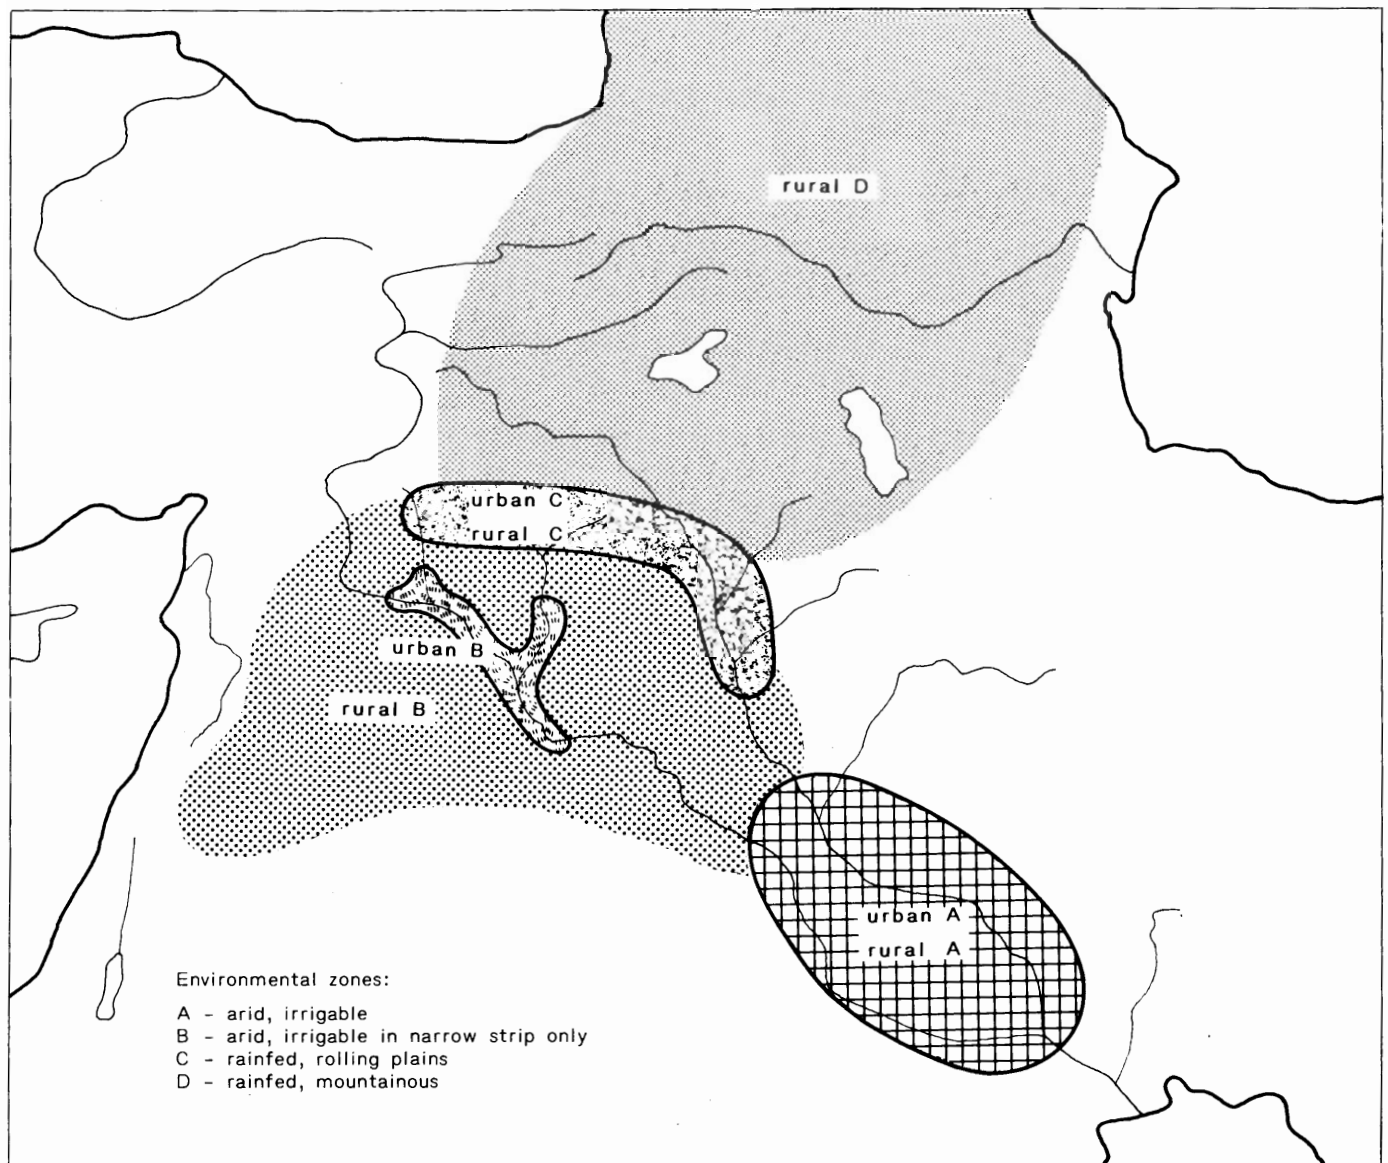 rural D
urban C
rural C
urban B
rural B
urban A
rural A
Environmental zones:
A – arid, irrigable
B – arid, irrigable in narrow strip only
C – rainfed, rolling plains
D – rainfed, mountainous